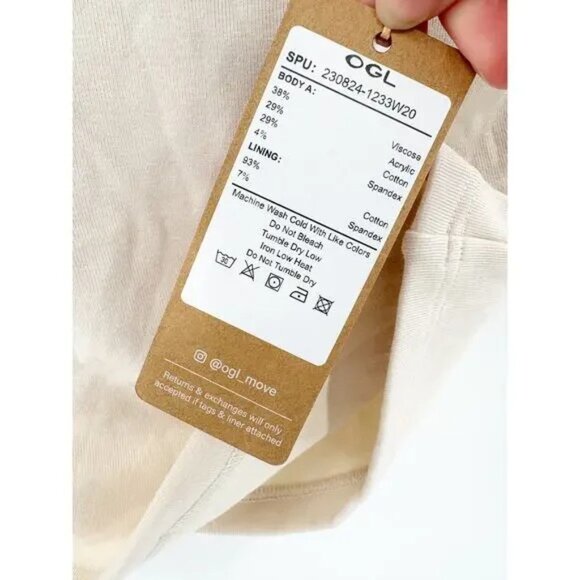 OGL
SPU: 230824-1233W20
BODY A:
38% Viscose
29% Acrylic
29% Cotton
4% Spandex
LINING:
93% Cotton
7% Spandex
Machine Wash Cold With Like Colors
Do Not Bleach
Tumble Dry Low
Iron Low Heat
Do Not Tumble Dry
@ogl_move
Returns & exchanges will only
accepted if tags & liner attached